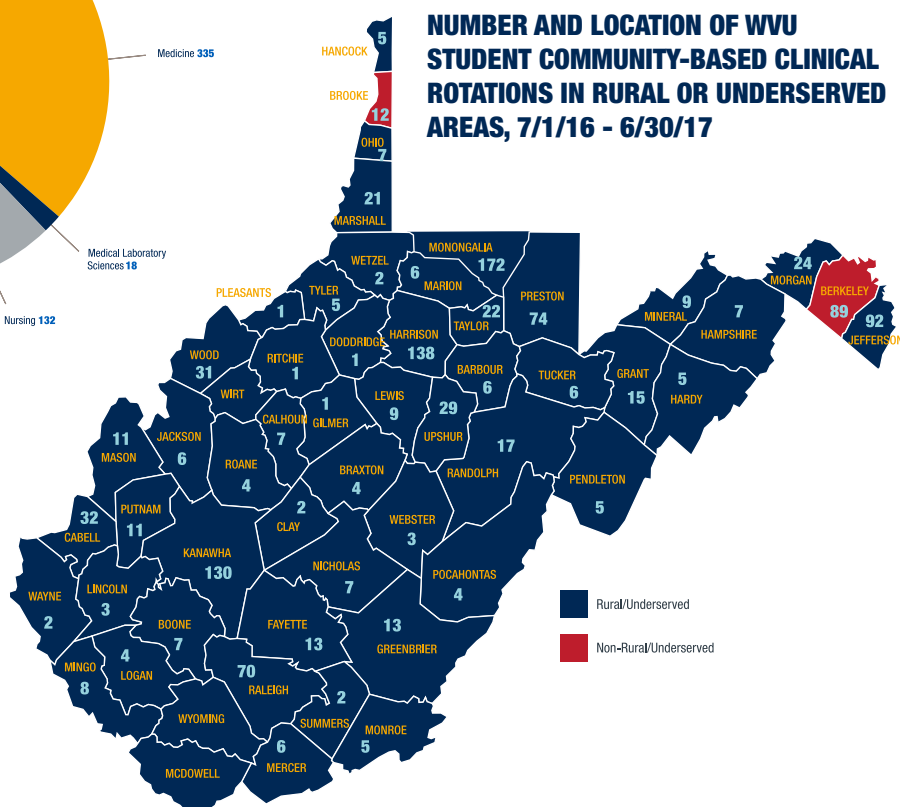 NUMBER AND LOCATION OF WVU
STUDENT COMMUNITY-BASED CLINICAL
ROTATIONS IN RURAL OR UNDERSERVED
AREAS, 7/1/16 - 6/30/17
Medicine 335
Medical Laboratory
Sciences 18
Nursing 132
HANCOCK
5
BROOKE
12
OHIO
7
21
MARSHALL
WETZEL
2
MONONGALIA
172
6
MARION
PRESTON
74
PLEASANTS
1
TYLER
5
DODDRIDGE
1
HARRISON
138
22
TAYLOR
24
MORGAN
BERKELEY
89
92
JEFFERSON
9
MINERAL
7
HAMPSHIRE
WOOD
31
RITCHIE
1
BARBOUR
6
TUCKER
6
GRANT
15
5
HARDY
WIRT
CALHOUN
7
1
GILMER
LEWIS
9
29
UPSHUR
17
RANDOLPH
PENDLETON
5
11
MASON
JACKSON
6
ROANE
4
BRAXTON
4
WEBSTER
3
2
CLAY
32
CABELL
PUTNAM
11
KANAWHA
130
NICHOLAS
7
POCAHONTAS
4
WAYNE
2
LINCOLN
3
BOONE
7
FAYETTE
13
13
GREENBRIER
Rural/Underserved
Non-Rural/Underserved
MINGO
8
4
LOGAN
70
RALEIGH
2
SUMMERS
WYOMING
MONROE
5
6
MERCER
MCDOWELL